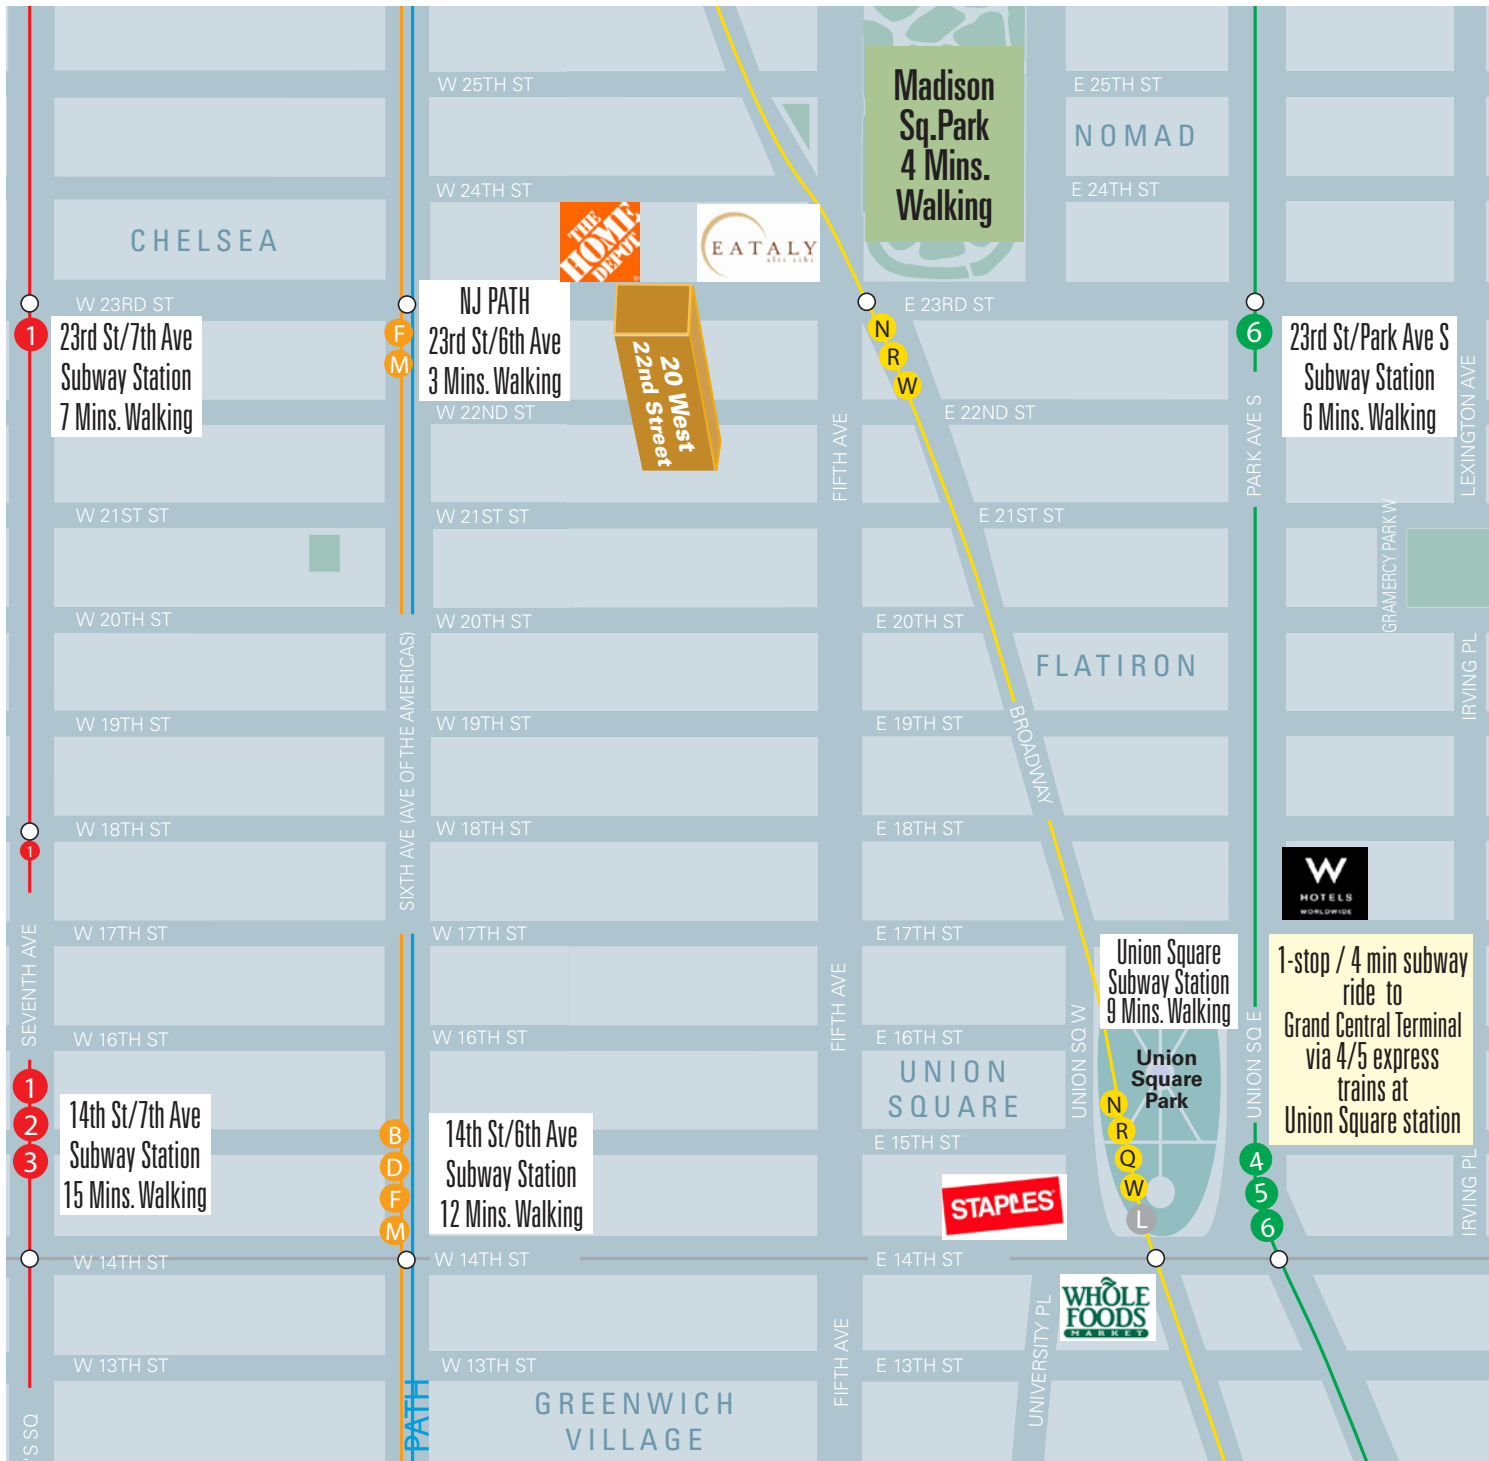 W 25TH ST
E 25TH ST
Madison
Sq.Park
4 Mins.
Walking
NOMAD
W 24TH ST
E 24TH ST
CHELSEA
THE
HOME
DEPOT
EATALY
alti cibi
W 23RD ST
E 23RD ST
1
23rd St/7th Ave
Subway Station
7 Mins. Walking
F
M
NJ PATH
23rd St/6th Ave
3 Mins. Walking
20 West
22nd Street
N
R
W
6
23rd St/Park Ave S
Subway Station
6 Mins. Walking
W 22ND ST
E 22ND ST
FIFTH AVE
PARK AVE S
LEXINGTON AVE
W 21ST ST
W 21ST ST
E 21ST ST
GRAMERCY PARK W
W 20TH ST
W 20TH ST
E 20TH ST
FLATIRON
SIXTH AVE (AVE OF THE AMERICAS)
IRVING PL
W 19TH ST
W 19TH ST
E 19TH ST
BROADWAY
W 18TH ST
W 18TH ST
E 18TH ST
1
W
HOTELS
WORLDWIDE
W 17TH ST
W 17TH ST
E 17TH ST
SEVENTH AVE
FIFTH AVE
Union Square
Subway Station
9 Mins. Walking
1-stop / 4 min subway
ride to
Grand Central Terminal
via 4/5 express
trains at
Union Square station
W 16TH ST
W 16TH ST
E 16TH ST
UNION SQ W
UNION SQ E
UNION
SQUARE
Union
Square
Park
1
2
3
14th St/7th Ave
Subway Station
15 Mins. Walking
B
D
F
M
14th St/6th Ave
Subway Station
12 Mins. Walking
E 15TH ST
N
R
Q
W
L
4
5
6
IRVING PL
STAPLES
W 14TH ST
W 14TH ST
E 14TH ST
WHOLE
FOODS
MARKET
UNIVERSITY PL
FIFTH AVE
W 13TH ST
W 13TH ST
E 13TH ST
PATH
GREENWICH
VILLAGE
'S SQ